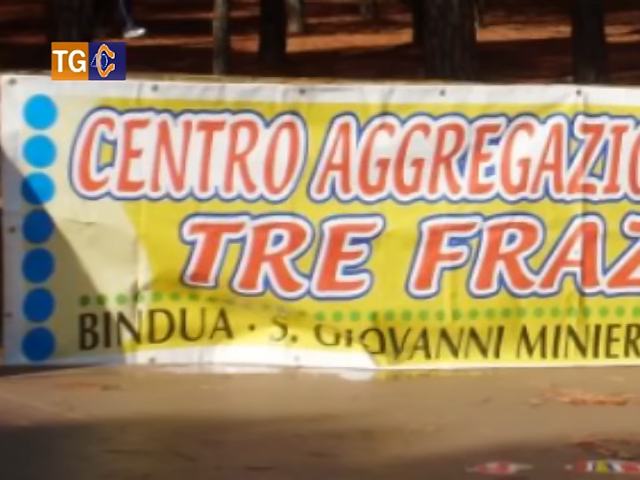 TG C
CENTRO AGGREGAZIO
TRE FRAZ
BINDUA · S. GIOVANNI MINIER